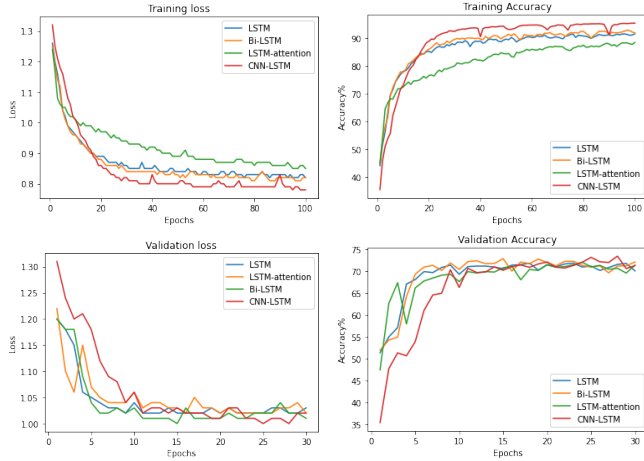 Training loss
Loss
1.3
1.2
1.1
1.0
0.9
0.8
0
20
40
60
80
100
Epochs
LSTM
Bi-LSTM
LSTM-attention
CNN-LSTM
Training Accuracy
Accuracy%
90
80
70
60
50
40
0
20
40
60
80
100
Epochs
LSTM
Bi-LSTM
LSTM-attention
CNN-LSTM
Validation loss
Loss
1.30
1.25
1.20
1.15
1.10
1.05
1.00
0
5
10
15
20
25
30
Epochs
LSTM
LSTM-attention
Bi-LSTM
CNN-LSTM
Validation Accuracy
Accuracy%
75
70
65
60
55
50
45
40
35
0
5
10
15
20
25
30
Epochs
LSTM
Bi-LSTM
LSTM-attention
CNN-LSTM